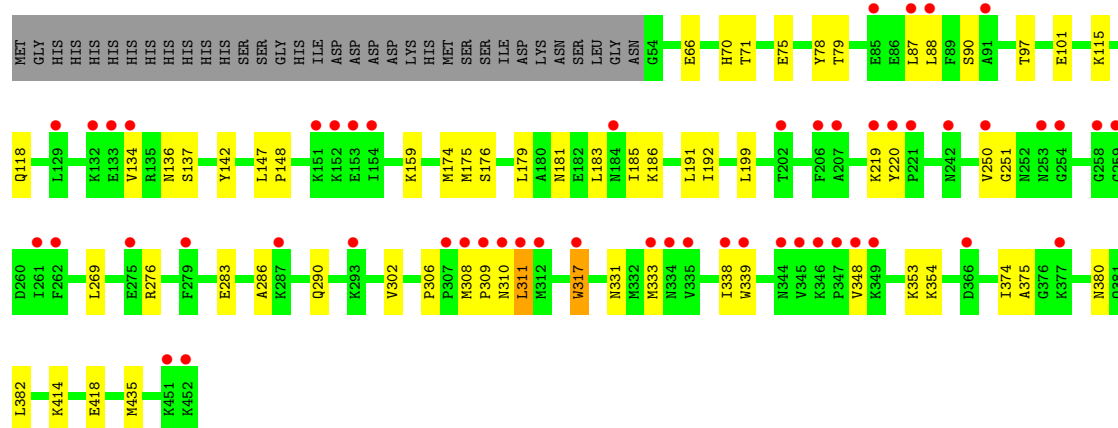 MET GLY HIS HIS HIS HIS HIS HIS HIS HIS HIS HIS SER SER GLY HIS ILE ASP ASP ASP ASP LYS HIS MET SER SER ILE ASP LYS ASN SER LEU GLY ASN G54 E66 H70 T71 E75 Y78 T79 E85 E86 L87 L88 F89 S90 A91 T97 E101 K115
Q118 L129 K132 E133 V134 R135 N136 S137 Y142 L147 P148 K151 K152 E153 I154 K159 M174 M175 S176 L179 A180 N181 E182 L183 N184 I185 K186 L191 I192 L199 T202 F206 A207 K219 Y220 P221 N242 V250 G251 N252 N253 G254 G258 G259
D260 I261 F262 L269 E275 R276 F279 E283 A286 K287 Q290 K293 V302 P306 P307 M308 P309 N310 L311 M312 W317 N331 M332 M333 N334 V335 I338 W339 N344 V345 K346 P347 V348 K349 K353 K354 D366 I374 A375 G376 K377 N380 Q381
L382 K414 E418 M435 K451 K452